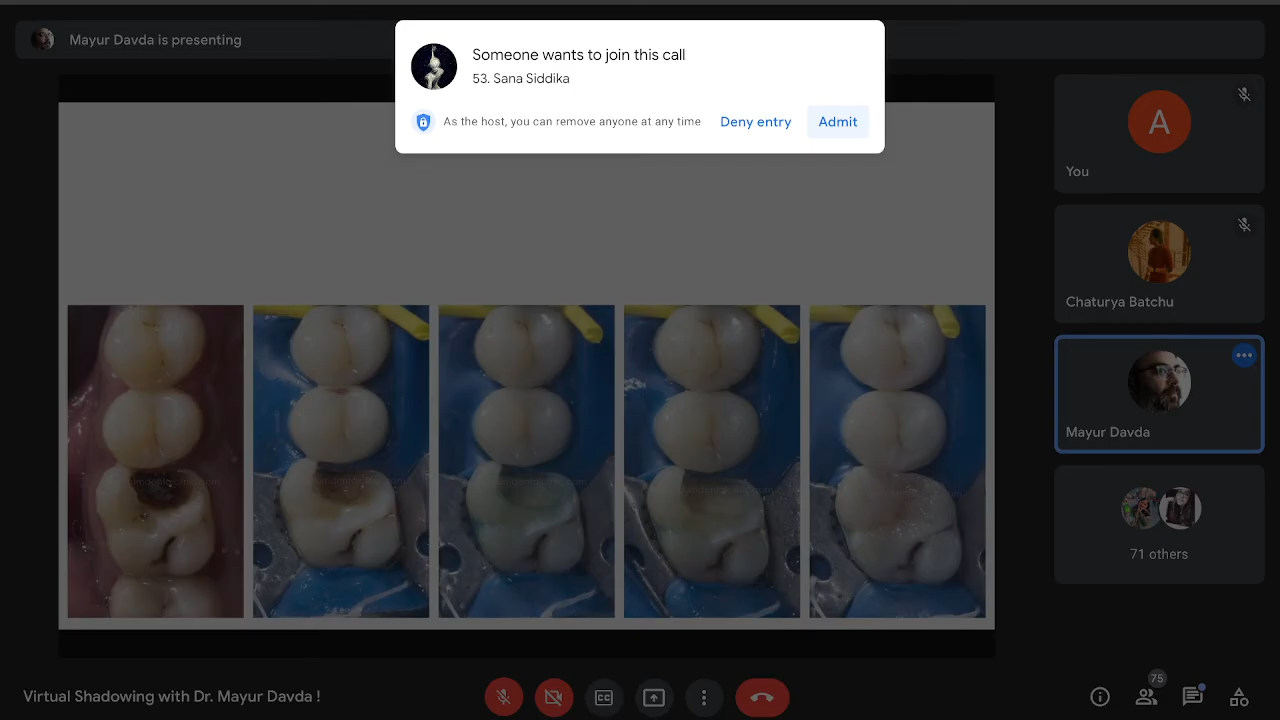 Mayur Davda is presenting
Someone wants to join this call
53. Sana Siddika
As the host, you can remove anyone at any time
Deny entry
Admit
A
You
Chaturya Batchu
Mayur Davda
71 others
Virtual Shadowing with Dr. Mayur Davda !
CC
75